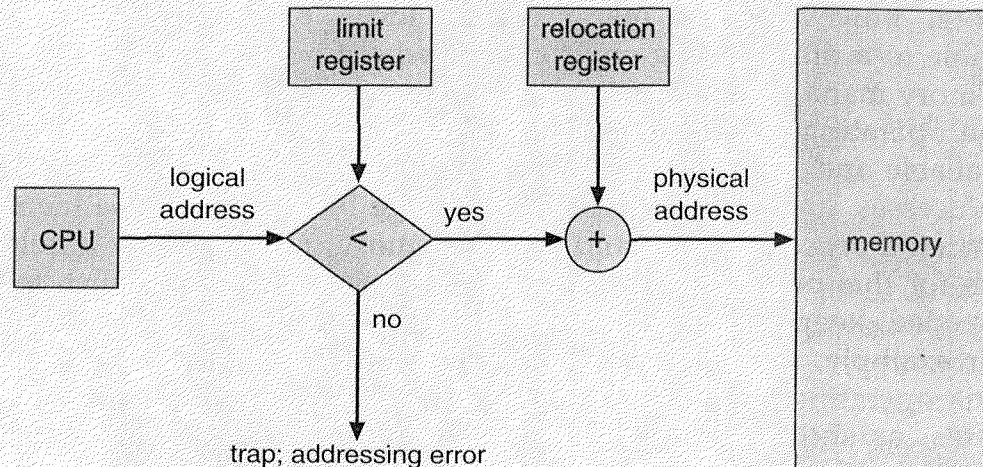 limit
register
relocation
register
logical
address
physical
address
CPU
<
yes
+
memory
no
trap; addressing error